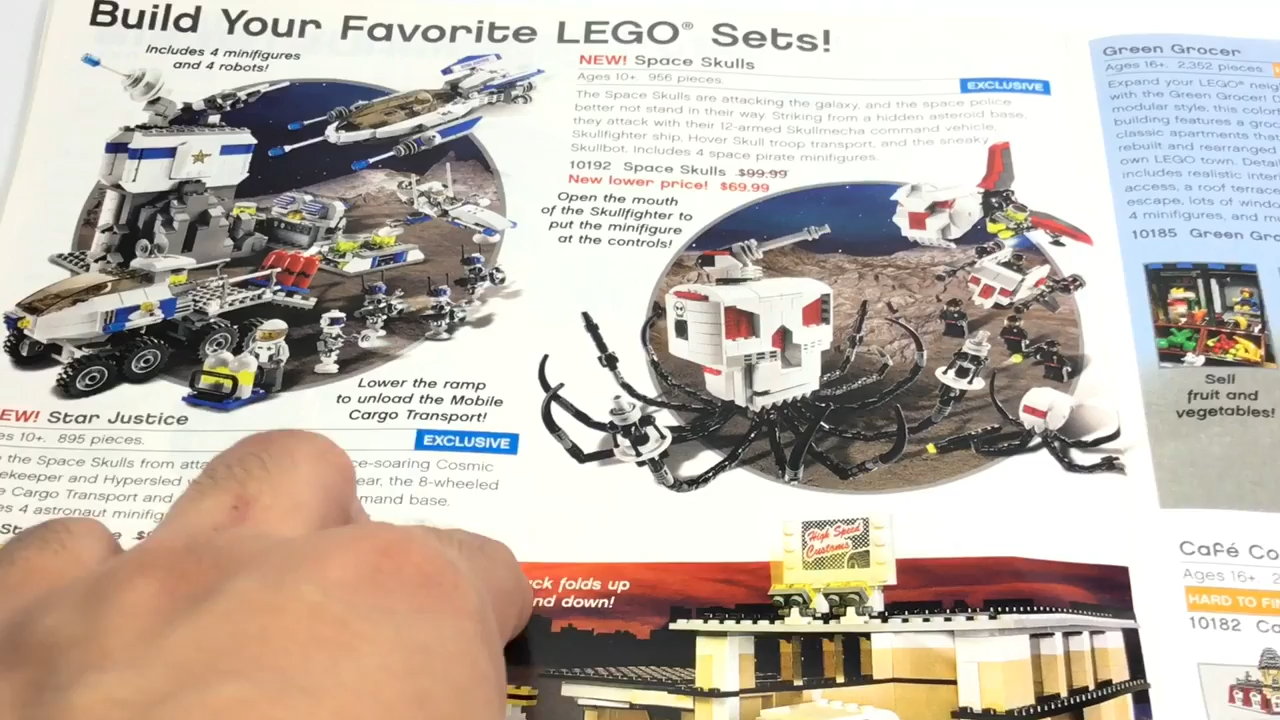 Build Your Favorite LEGO® Sets!
Includes 4 minifigures
and 4 robots!
Lower the ramp
to unload the Mobile
Cargo Transport!
EW! Star Justice
es 10+. 895 pieces.
EXCLUSIVE
the Space Skulls from atta
ce-soaring Cosmic
ekeeper and Hypersled
ear, the 8-wheeled
Cargo Transport and
mand base.
es 4 astronaut minifig
NEW! Space Skulls
Ages 10+. 956 pieces.
EXCLUSIVE
The Space Skulls are attacking the galaxy, and the space police
better not stand in their way. Striking from a hidden asteroid base,
they attack with their 12-armed Skullmecha command vehicle,
Skullfighter ship, Hover Skull troop transport, and the sneaky
Skullbot. Includes 4 space pirate minifigures.
10192 Space Skulls $99.99
New lower price! $69.99
Open the mouth
of the Skullfighter to
put the minifigure
at the controls!
ck folds up
nd down!
High Speed
Customs
Green Grocer
Ages 16+. 2,352 pieces.
Expand your LEGO® neig
with the Green Grocer! 
modular style, this color
building features a groc
classic apartments tha
rebuilt and rearranged
own LEGO town. Detai
includes realistic inter
access, a roof terrace
escape, lots of windo
4 minifigures, and m
10185 Green Gro
Sell
fruit and
vegetables!
Café Co
Ages 16+ 2
HARD TO FI
10182 Ca